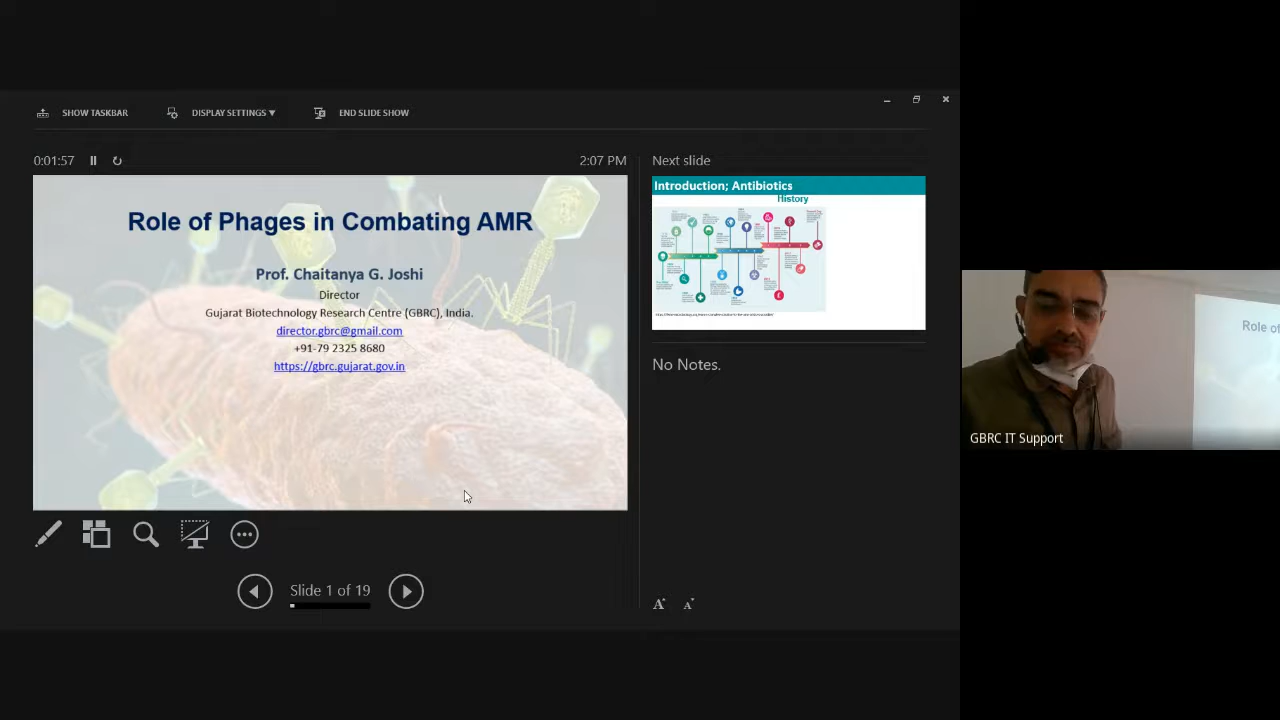 SHOW TASKBAR
DISPLAY SETTINGS ▼
END SLIDE SHOW
0:01:57
2:07 PM
Next slide
Role of Phages in Combating AMR
Prof. Chaitanya G. Joshi
Director
Gujarat Biotechnology Research Centre (GBRC), India.
director.gbrc@gmail.com
+91-79 2325 8680
https://gbrc.gujarat.gov.in
Introduction; Antibiotics
History
No Notes.
Slide 1 of 19
A A
Role of
GBRC IT Support